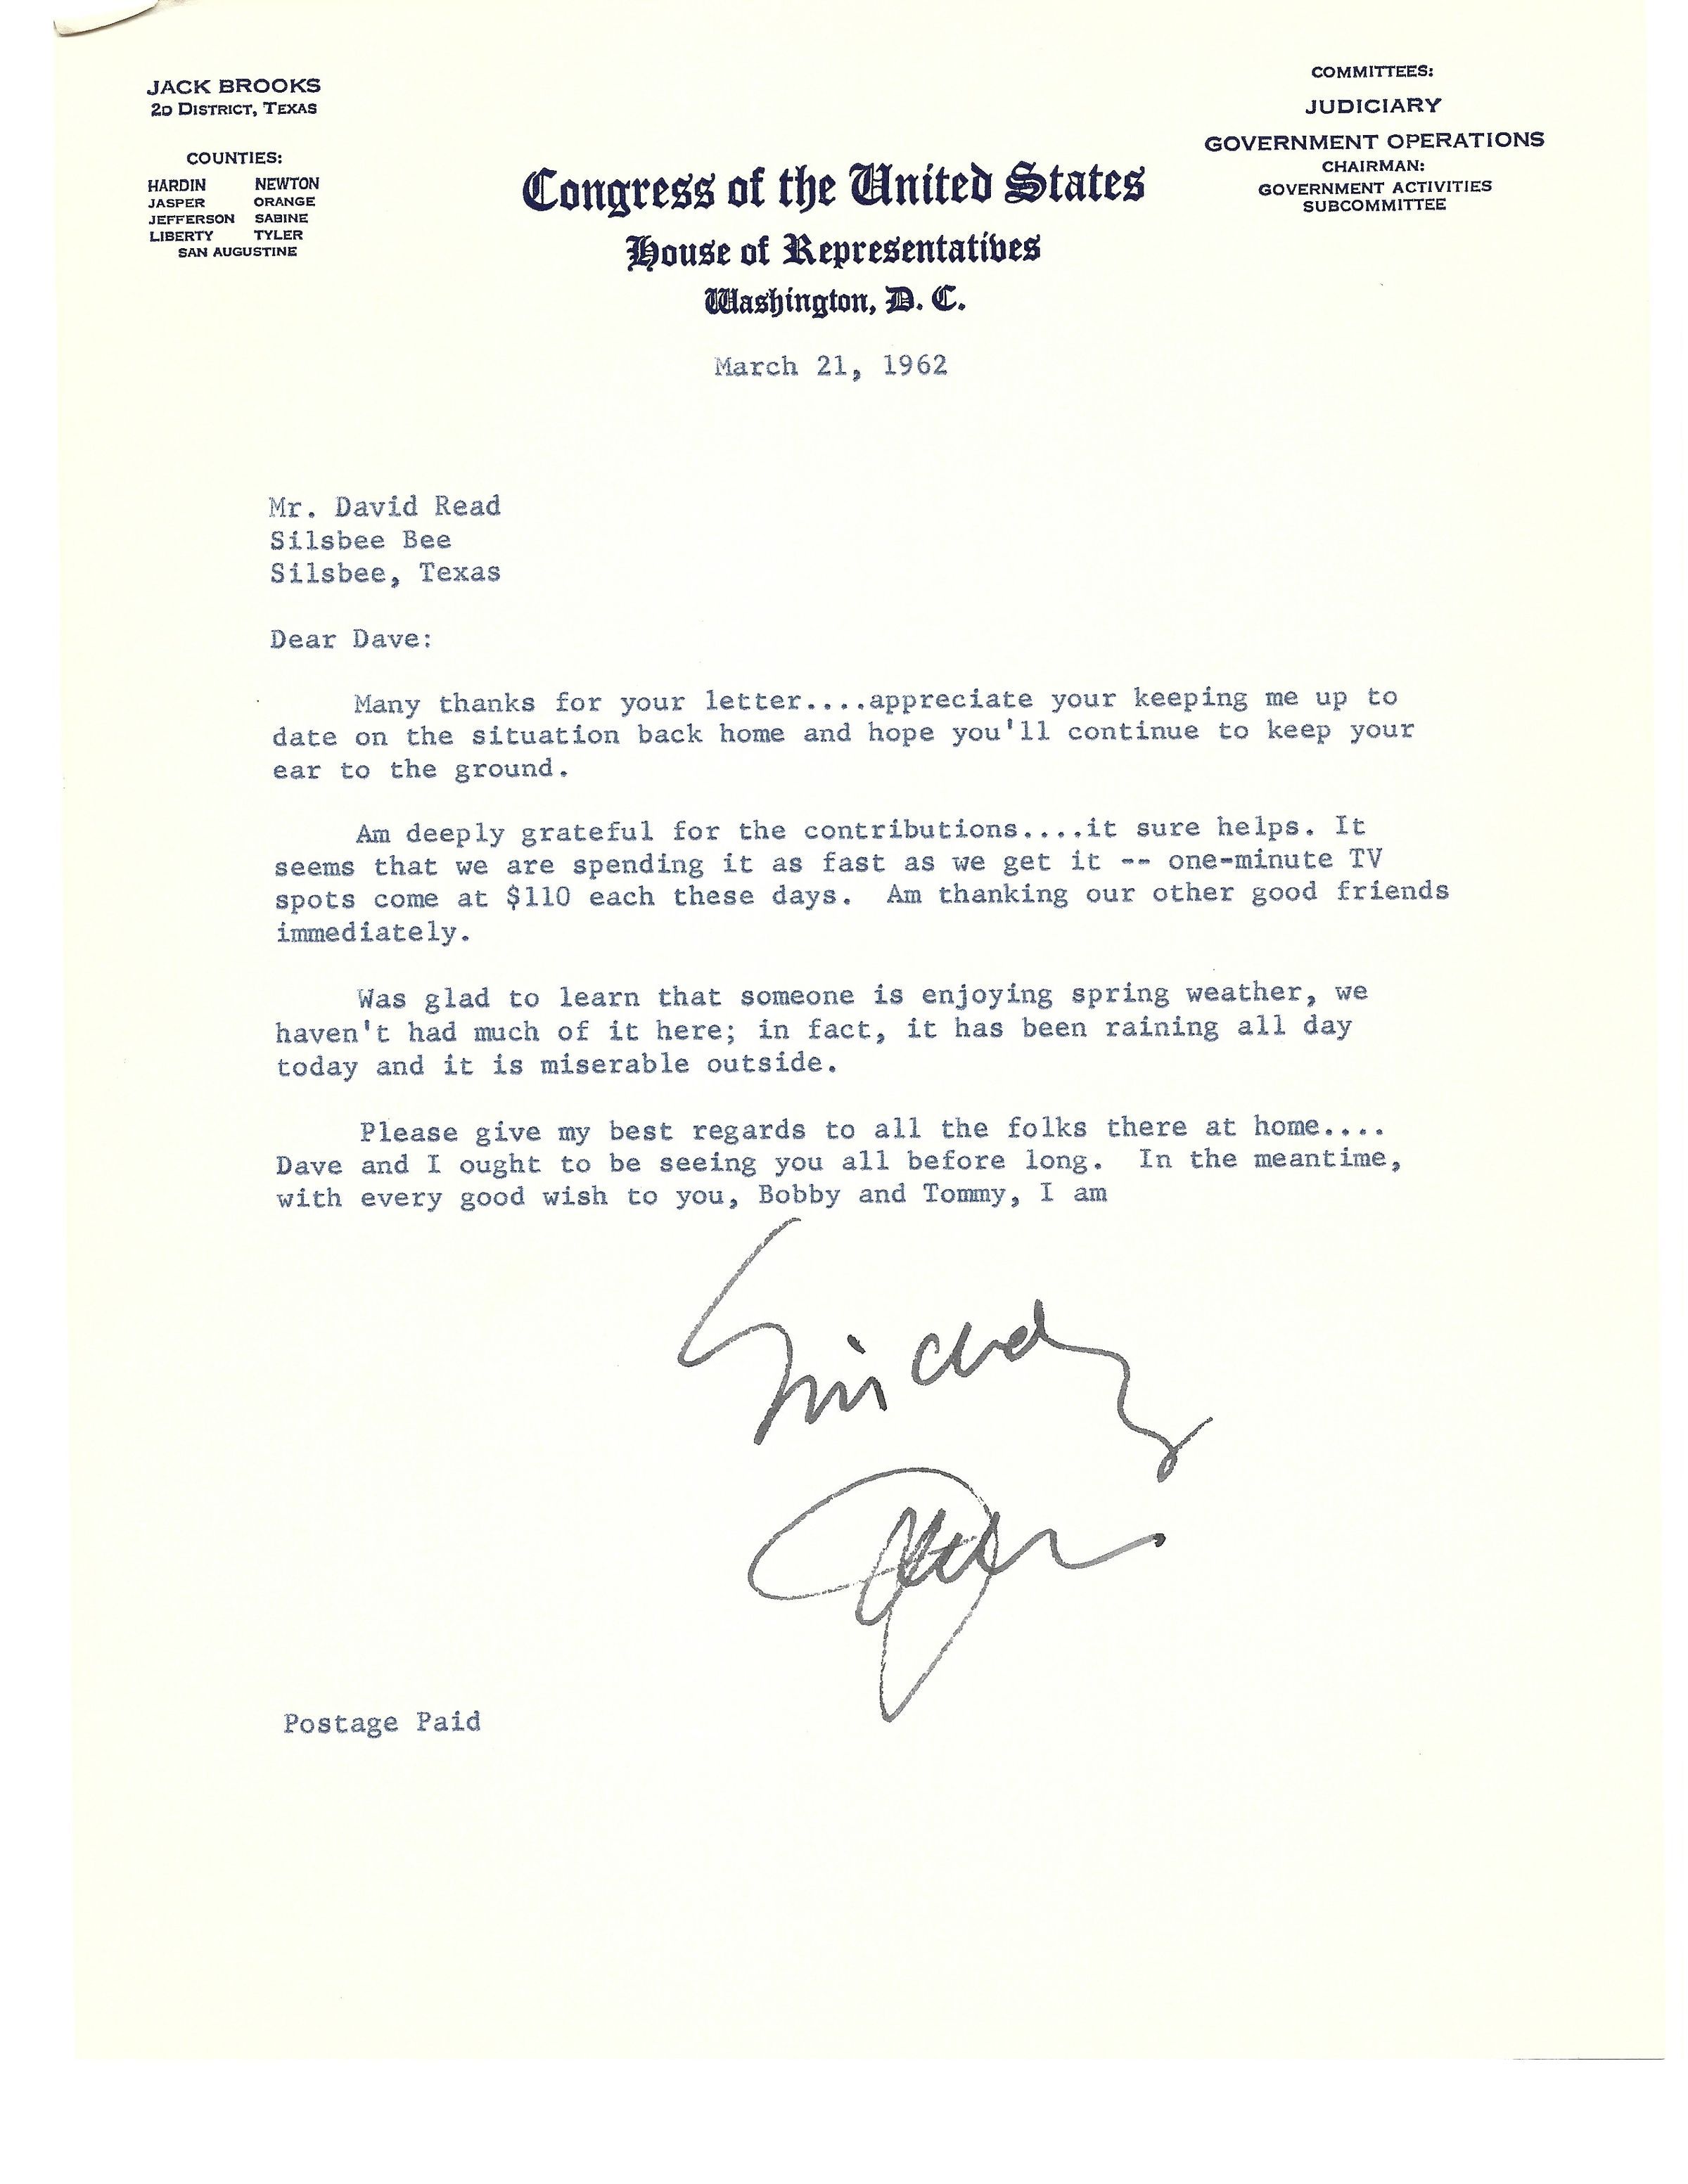 JACK BROOKS
2D DISTRICT, TEXAS
COUNTIES:
HARDIN NEWTON
JASPER ORANGE
JEFFERSON SABINE
LIBERTY TYLER
SAN AUGUSTINE
COMMITTEES:
JUDICIARY
GOVERNMENT OPERATIONS
CHAIRMAN:
GOVERNMENT ACTIVITIES
SUBCOMMITTEE
Congress of the United States
House of Representatives
Washington, D. C.
March 21, 1962
Mr. David Read
Silsbee Bee
Silsbee, Texas
Dear Dave:
Many thanks for your letter....appreciate your keeping me up to
date on the situation back home and hope you'll continue to keep your
ear to the ground.
Am deeply grateful for the contributions....it sure helps. It
seems that we are spending it as fast as we get it -- one-minute TV
spots come at $110 each these days. Am thanking our other good friends
immediately.
Was glad to learn that someone is enjoying spring weather, we
haven't had much of it here; in fact, it has been raining all day
today and it is miserable outside.
Please give my best regards to all the folks there at home....
Dave and I ought to be seeing you all before long. In the meantime,
with every good wish to you, Bobby and Tommy, I am
Sincerely
Postage Paid